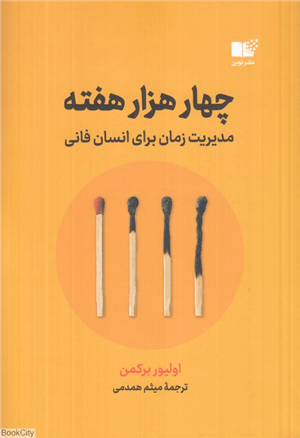 نشر نوین
چهار هزار هفته
مدیریت زمان برای انسان فانی
اولیور برکمن
ترجمهٔ میثم همدمی
BookCity